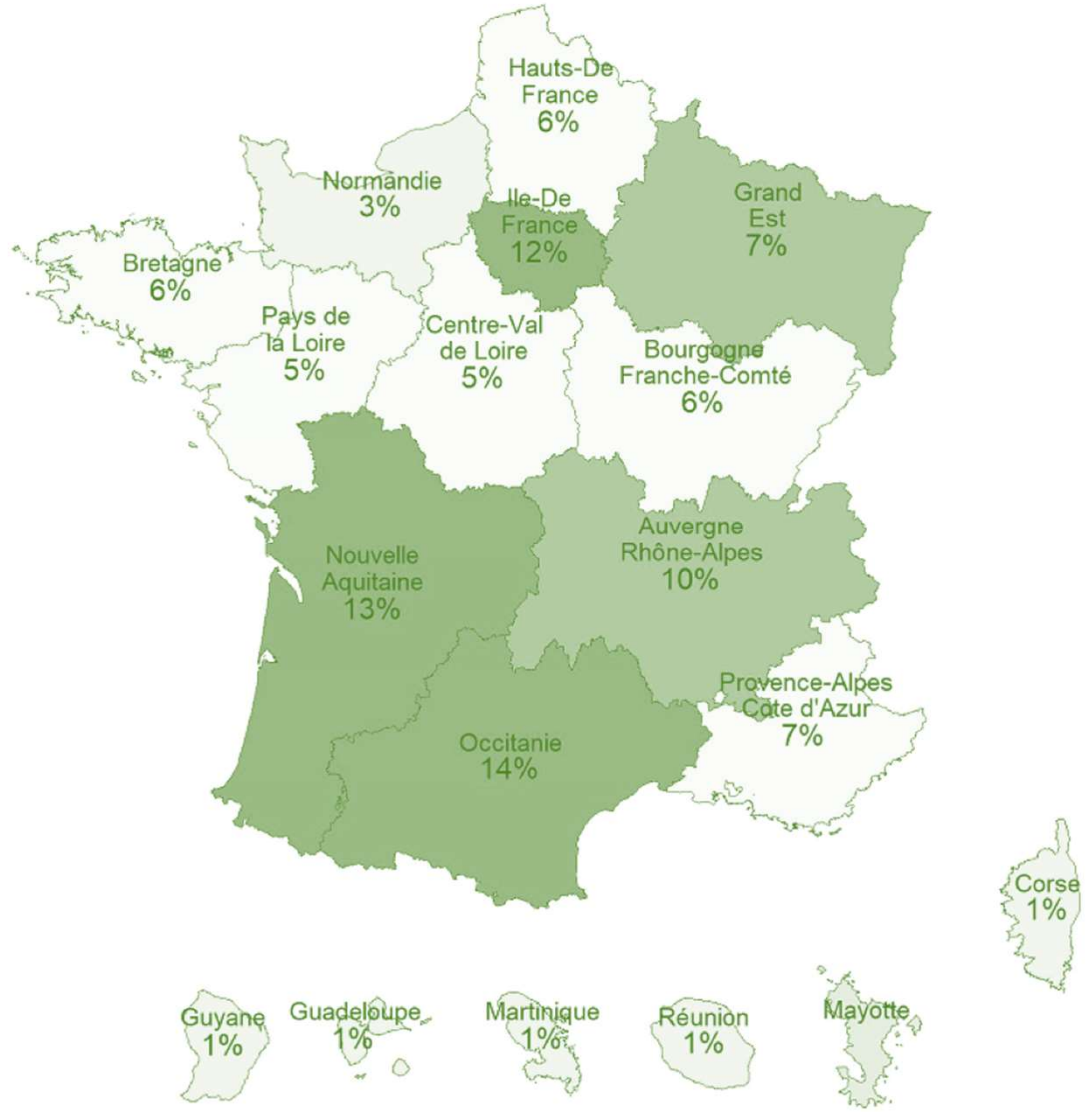 Hauts-De
France
6%
Normandie
3%
Ile-De
France
12%
Grand
Est
7%
Bretagne
6%
Pays de
la Loire
5%
Centre-Val
de Loire
5%
Bourgogne
Franche-Comté
6%
Nouvelle
Aquitaine
13%
Auvergne
Rhône-Alpes
10%
Provence-Alpes
Côte d'Azur
7%
Occitanie
14%
Corse
1%
Guyane
1%
Guadeloupe
1%
Martinique
1%
Réunion
1%
Mayotte